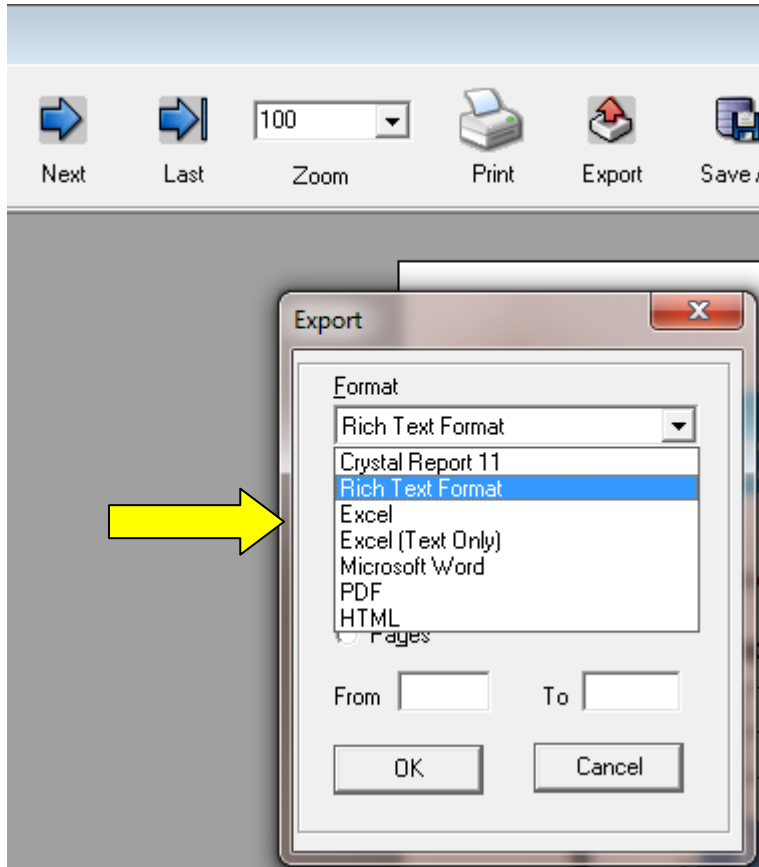 100
Next Last Zoom Print Export Save
Export
Format
Rich Text Format
Crystal Report 11
Rich Text Format
Excel
Excel (Text Only)
Microsoft Word
PDF
HTML
Pages
From To
OK Cancel